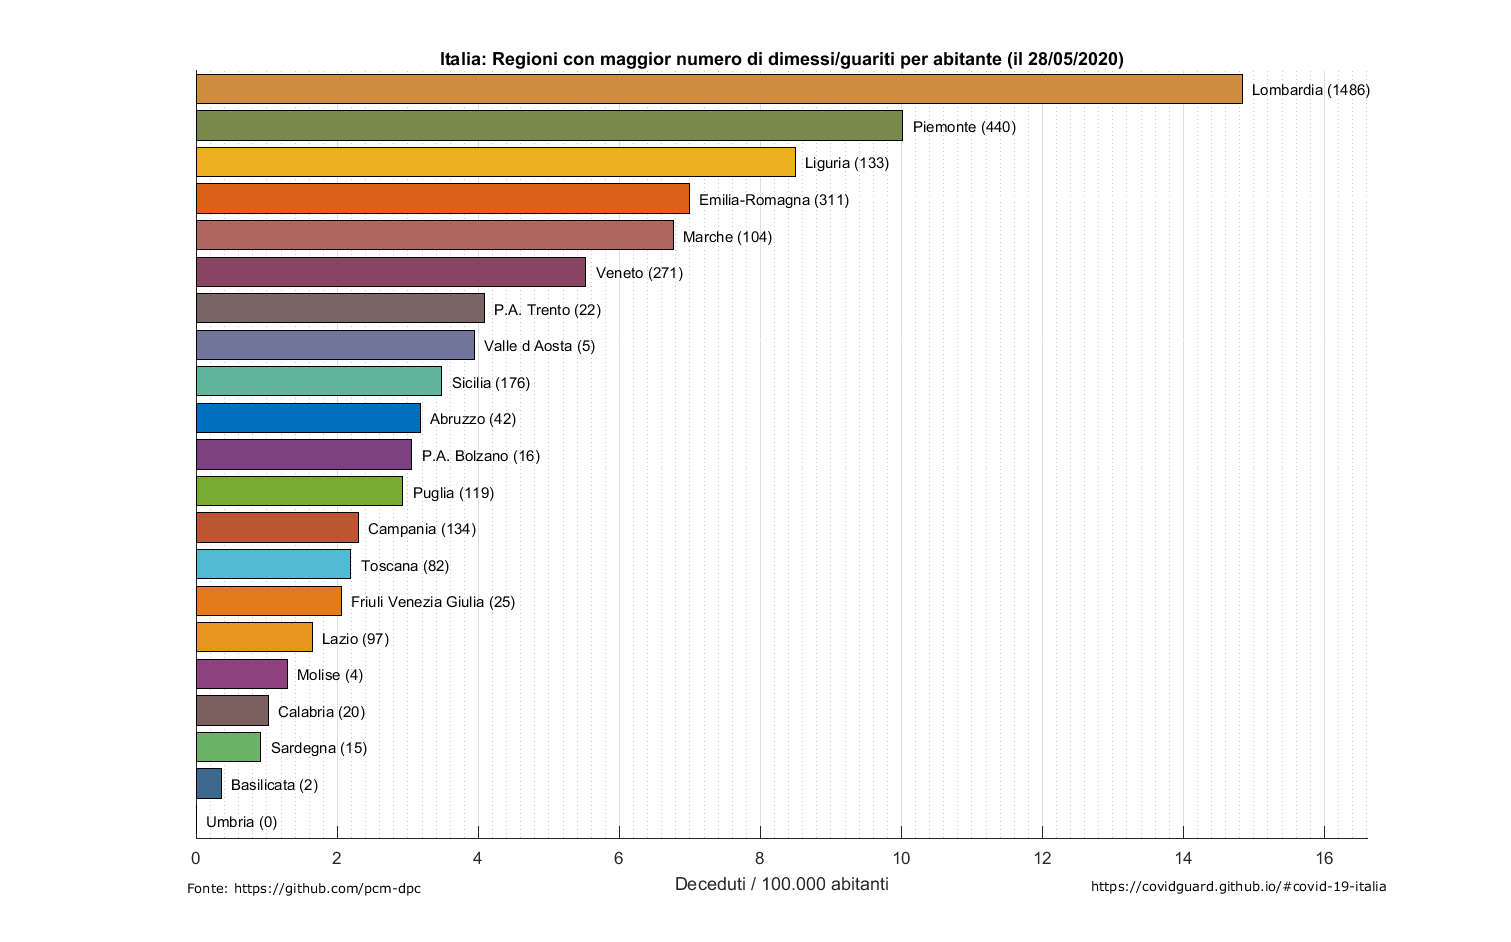 Italia: Regioni con maggior numero di dimessi/guariti per abitante (il 28/05/2020)
Lombardia (1486)
Piemonte (440)
Liguria (133)
Emilia-Romagna (311)
Marche (104)
Veneto (271)
P.A. Trento (22)
Valle d Aosta (5)
Sicilia (176)
Abruzzo (42)
P.A. Bolzano (16)
Puglia (119)
Campania (134)
Toscana (82)
Friuli Venezia Giulia (25)
Lazio (97)
Molise (4)
Calabria (20)
Sardegna (15)
Basilicata (2)
Umbria (0)
0 2 4 6 8 10 12 14 16
Deceduti / 100.000 abitanti
Fonte: https://github.com/pcm-dpc
https://covidguard.github.io/#covid-19-italia